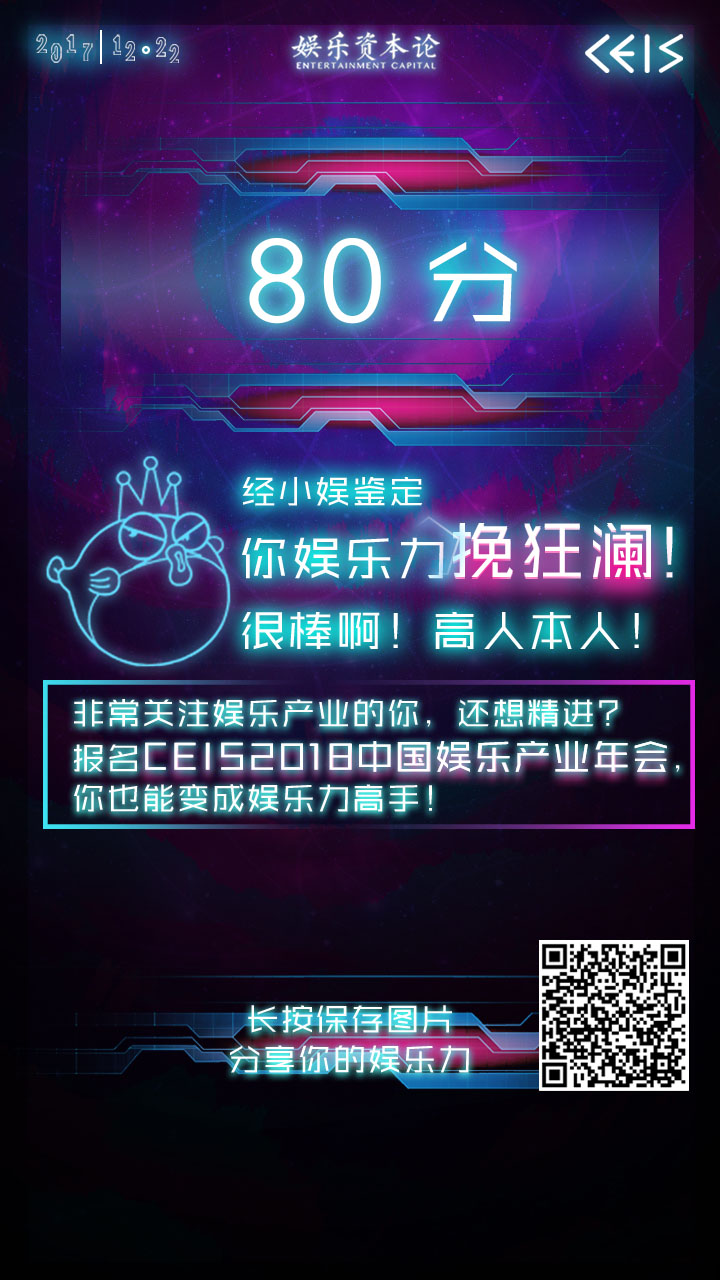 2017|12·22
娱乐资本论
ENTERTAINMENT CAPITAL
CEIS
80 分
经小娱鉴定
你娱乐力挽狂澜！
很棒啊！高人本人！
非常关注娱乐产业的你，还想精进？
报名CEIS2018中国娱乐产业年会，
你也能变成娱乐力高手！
长按保存图片
分享你的娱乐力